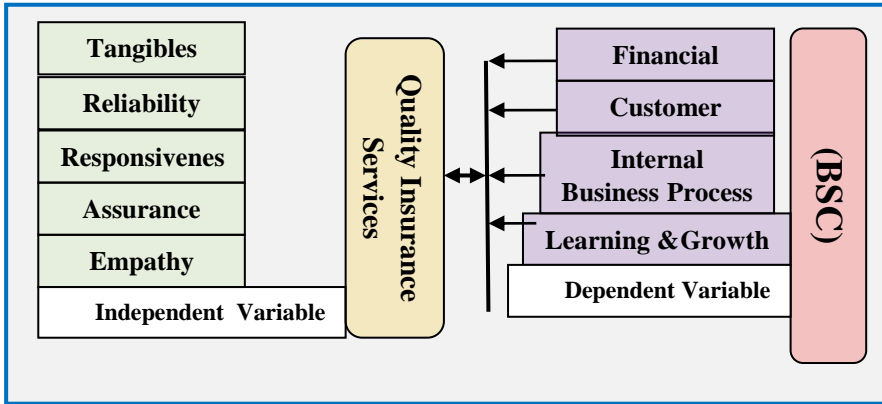 Tangibles
Reliability
Responsivenes
Assurance
Empathy
Independent Variable
Quality Insurance
Services
Financial
Customer
Internal
Business Process
Learning &Growth
Dependent Variable
(BSC)